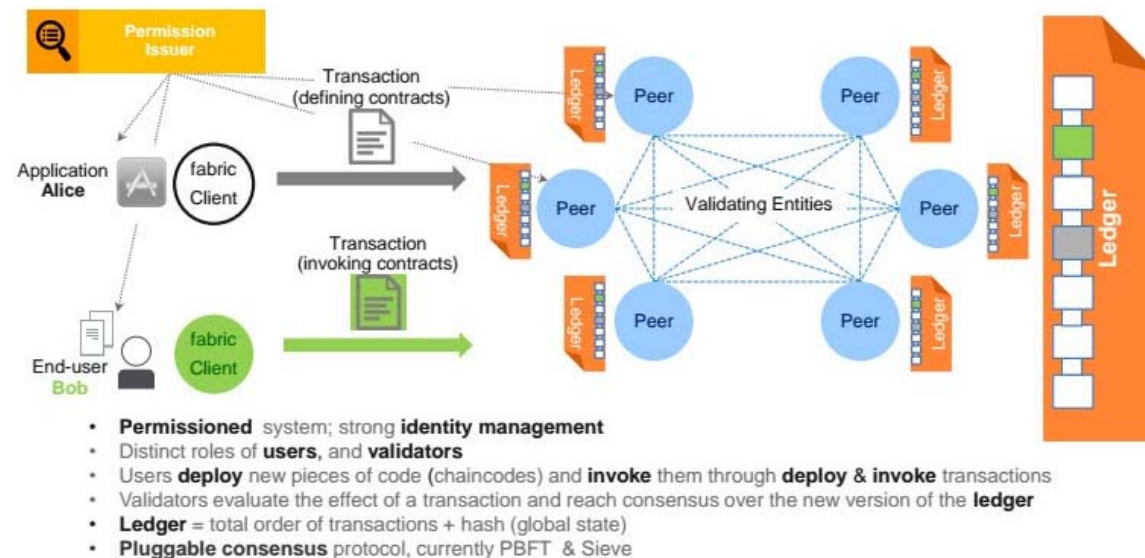 Permission
Issuer
Transaction
(defining contracts)
Application
Alice
fabric
Client
Transaction
(invoking contracts)
End-user
Bob
fabric
Client
Ledger
Peer
Peer
Ledger
Ledger
Peer
Validating Entities
Peer
Ledger
Ledger
Peer
Peer
Ledger
Ledger
• Permissioned system; strong identity management
• Distinct roles of users, and validators
• Users deploy new pieces of code (chaincodes) and invoke them through deploy & invoke transactions
• Validators evaluate the effect of a transaction and reach consensus over the new version of the ledger
• Ledger = total order of transactions + hash (global state)
• Pluggable consensus protocol, currently PBFT & Sieve